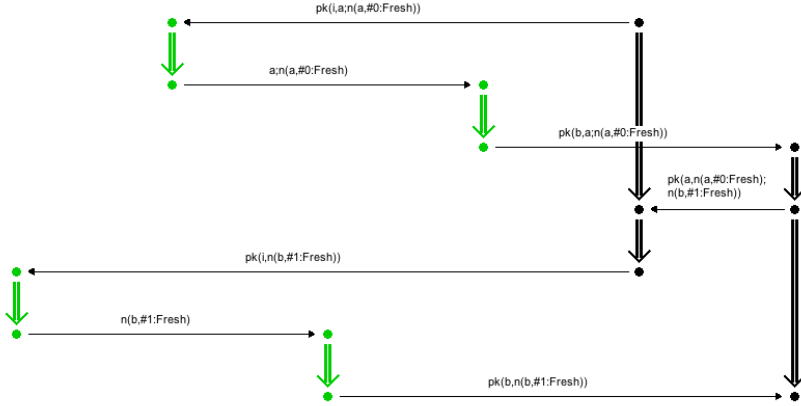 pk(i,a;n(a,#0:Fresh))
a;n(a,#0:Fresh)
pk(b,a;n(a,#0:Fresh))
pk(a,n(a,#0:Fresh);
n(b,#1:Fresh))
pk(i,n(b,#1:Fresh))
n(b,#1:Fresh)
pk(b,n(b,#1:Fresh))